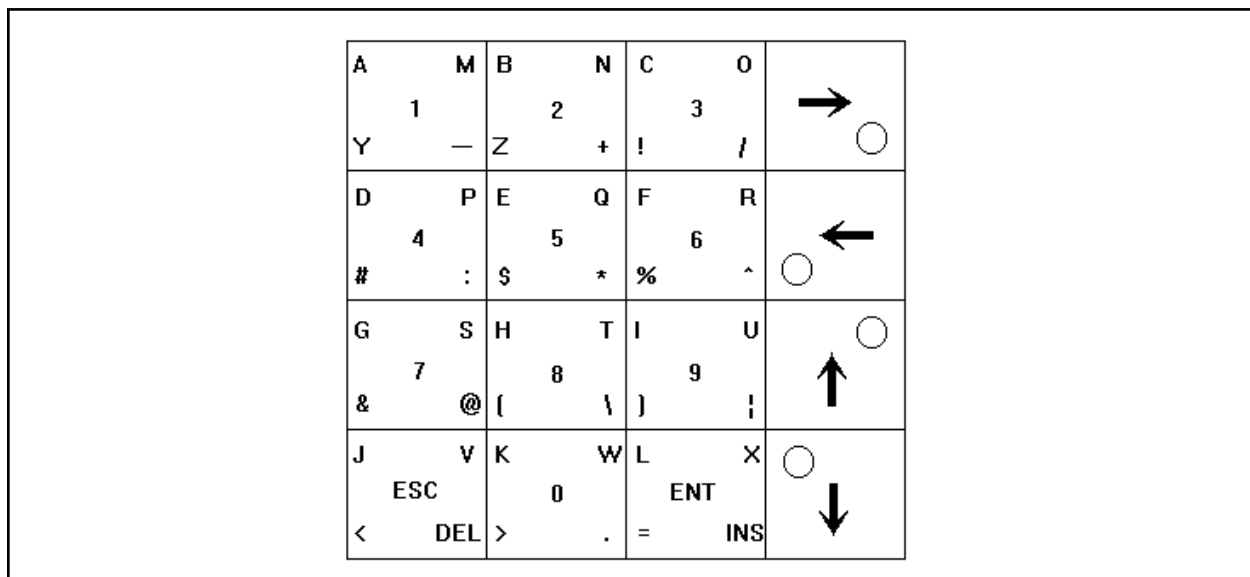 A M B N C O
1 2 3 →
Y — Z + ! /
D P E Q F R
4 5 6 ←
# : $ * % ^
G S H T I U
7 8 9 ↑
& @ ( \ ) ¦
J V K W L X
ESC 0 ENT ↓
< DEL > . = INS